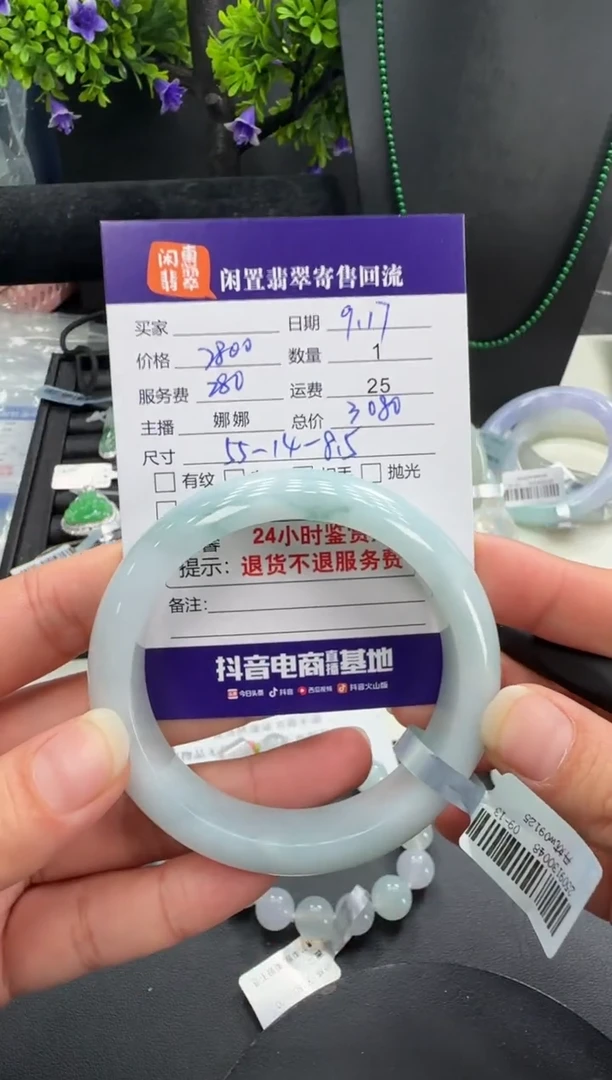 闲置翡翠
闲置翡翠寄售回流
买家 日期 9.17
价格 2800 数量 1
服务费 280 运费 25
主播 娜娜 总价 3080
尺寸 55-14-8.5
有纹 抛光
24小时鉴赏
提示：退货不退服务费
备注：
抖音电商直播基地
今日头条 抖音 西瓜视频 抖音火山版
09-13
2309130048